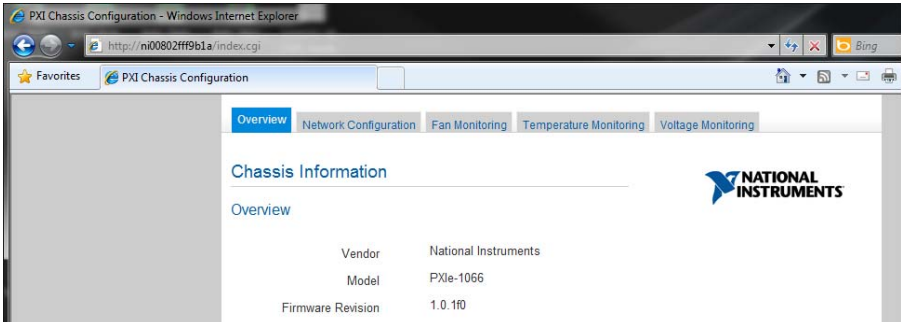 PXI Chassis Configuration - Windows Internet Explorer
http://ni00802fff9b1a/index.cgi
Bing
Favorites
PXI Chassis Configuration
Overview Network Configuration Fan Monitoring Temperature Monitoring Voltage Monitoring
Chassis Information
NATIONAL
INSTRUMENTS
Overview
Vendor National Instruments
Model PXIe-1066
Firmware Revision 1.0.1f0